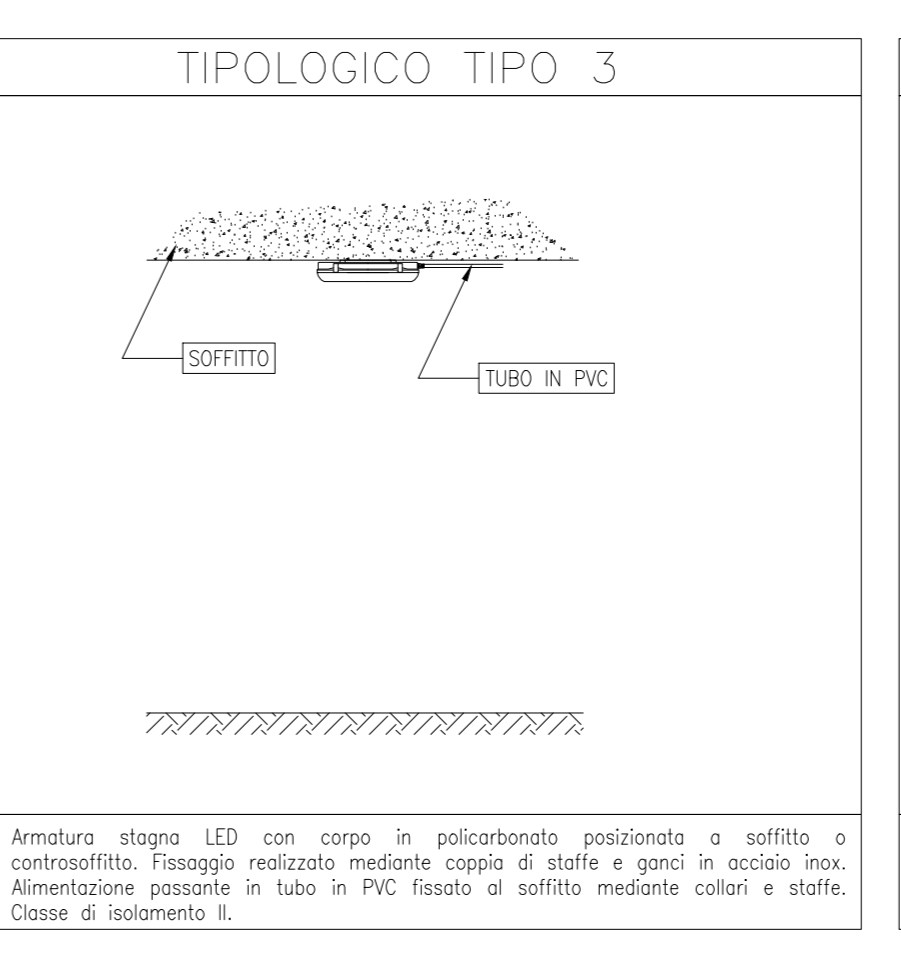 TIPOLOGICO TIPO 3
SOFFITTO
TUBO IN PVC
Armatura stagna LED con corpo in policarbonato posizionata a soffitto o
controsoffitto. Fissaggio realizzato mediante coppia di staffe e ganci in acciaio inox.
Alimentazione passante in tubo in PVC fissato al soffitto mediante collari e staffe.
Classe di isolamento II.